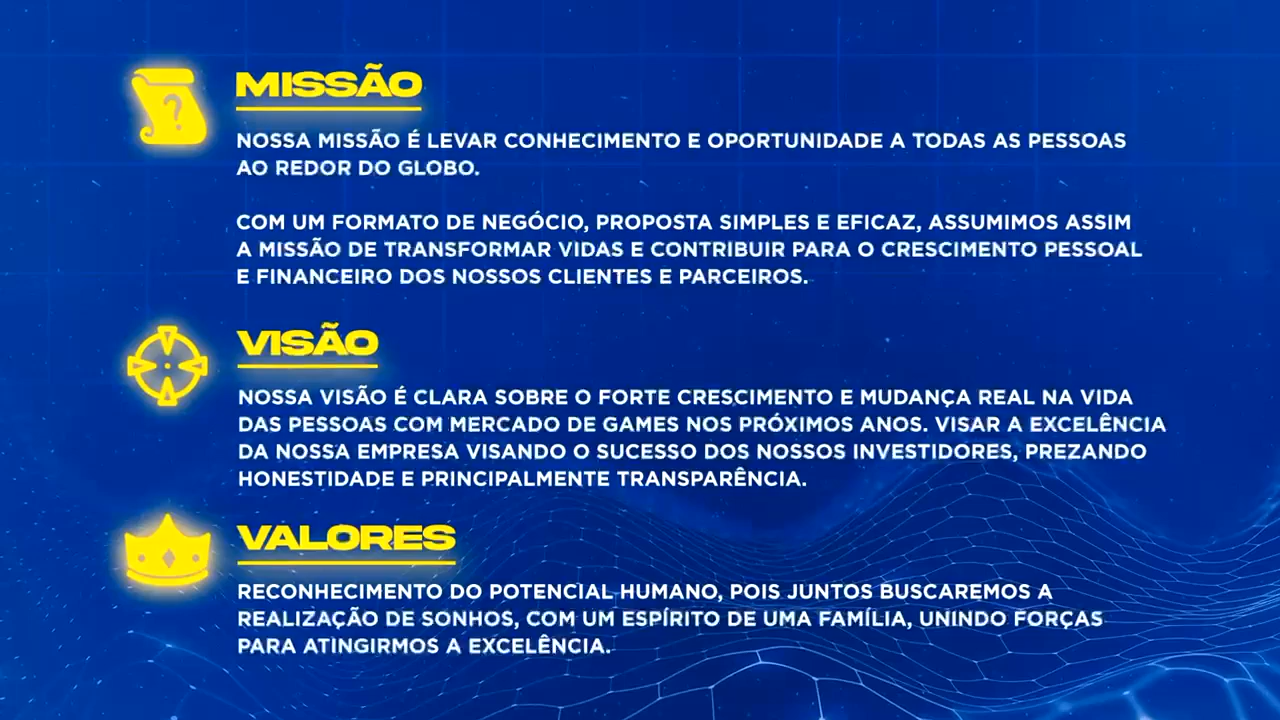 MISSÃO
NOSSA MISSÃO É LEVAR CONHECIMENTO E OPORTUNIDADE A TODAS AS PESSOAS
AO REDOR DO GLOBO.
COM UM FORMATO DE NEGÓCIO, PROPOSTA SIMPLES E EFICAZ, ASSUMIMOS ASSIM
A MISSÃO DE TRANSFORMAR VIDAS E CONTRIBUIR PARA O CRESCIMENTO PESSOAL
E FINANCEIRO DOS NOSSOS CLIENTES E PARCEIROS.
VISÃO
NOSSA VISÃO É CLARA SOBRE O FORTE CRESCIMENTO E MUDANÇA REAL NA VIDA
DAS PESSOAS COM MERCADO DE GAMES NOS PRÓXIMOS ANOS. VISAR A EXCELÊNCIA
DA NOSSA EMPRESA VISANDO O SUCESSO DOS NOSSOS INVESTIDORES, PREZANDO
HONESTIDADE E PRINCIPALMENTE TRANSPARÊNCIA.
VALORES
RECONHECIMENTO DO POTENCIAL HUMANO, POIS JUNTOS BUSCAREMOS A
REALIZAÇÃO DE SONHOS, COM UM ESPÍRITO DE UMA FAMÍLIA, UNINDO FORÇAS
PARA ATINGIRMOS A EXCELÊNCIA.